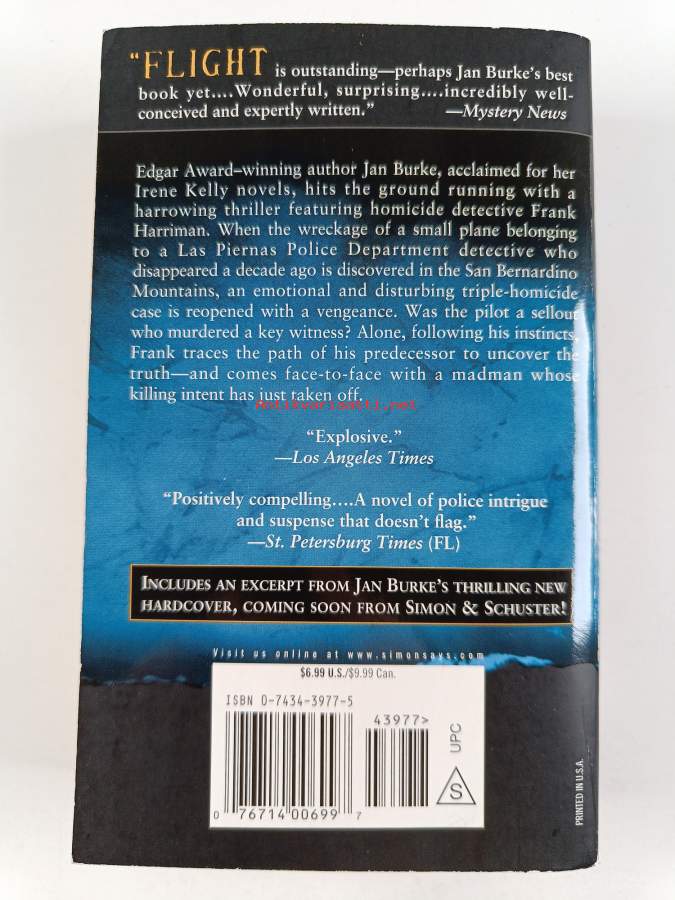 “FLIGHT is outstanding—perhaps Jan Burke’s best
book yet....Wonderful, surprising....incredibly well-
conceived and expertly written.” —Mystery News
Edgar Award–winning author Jan Burke, acclaimed for her
Irene Kelly novels, hits the ground running with a
harrowing thriller featuring homicide detective Frank
Harriman. When the wreckage of a small plane belonging
to a Las Piernas Police Department detective who
disappeared a decade ago is discovered in the San Bernardino
Mountains, an emotional and disturbing triple-homicide
case is reopened with a vengeance. Was the pilot a sellout
who murdered a key witness? Alone, following his instincts,
Frank traces the path of his predecessor to uncover the
truth—and comes face-to-face with a madman whose
killing intent has just taken off.
Antikvariaatti.net
“Explosive.”
—Los Angeles Times
“Positively compelling....A novel of police intrigue
and suspense that doesn’t flag.”
—St. Petersburg Times (FL)
INCLUDES AN EXCERPT FROM JAN BURKE’S THRILLING NEW
HARDCOVER, COMING SOON FROM SIMON & SCHUSTER!
Visit us online at www.simonsays.com
$6.99 U.S./$9.99 Can.
ISBN 0-7434-3977-5
43977>
UPC
S
0 76714 00699 7
PRINTED IN U.S.A.